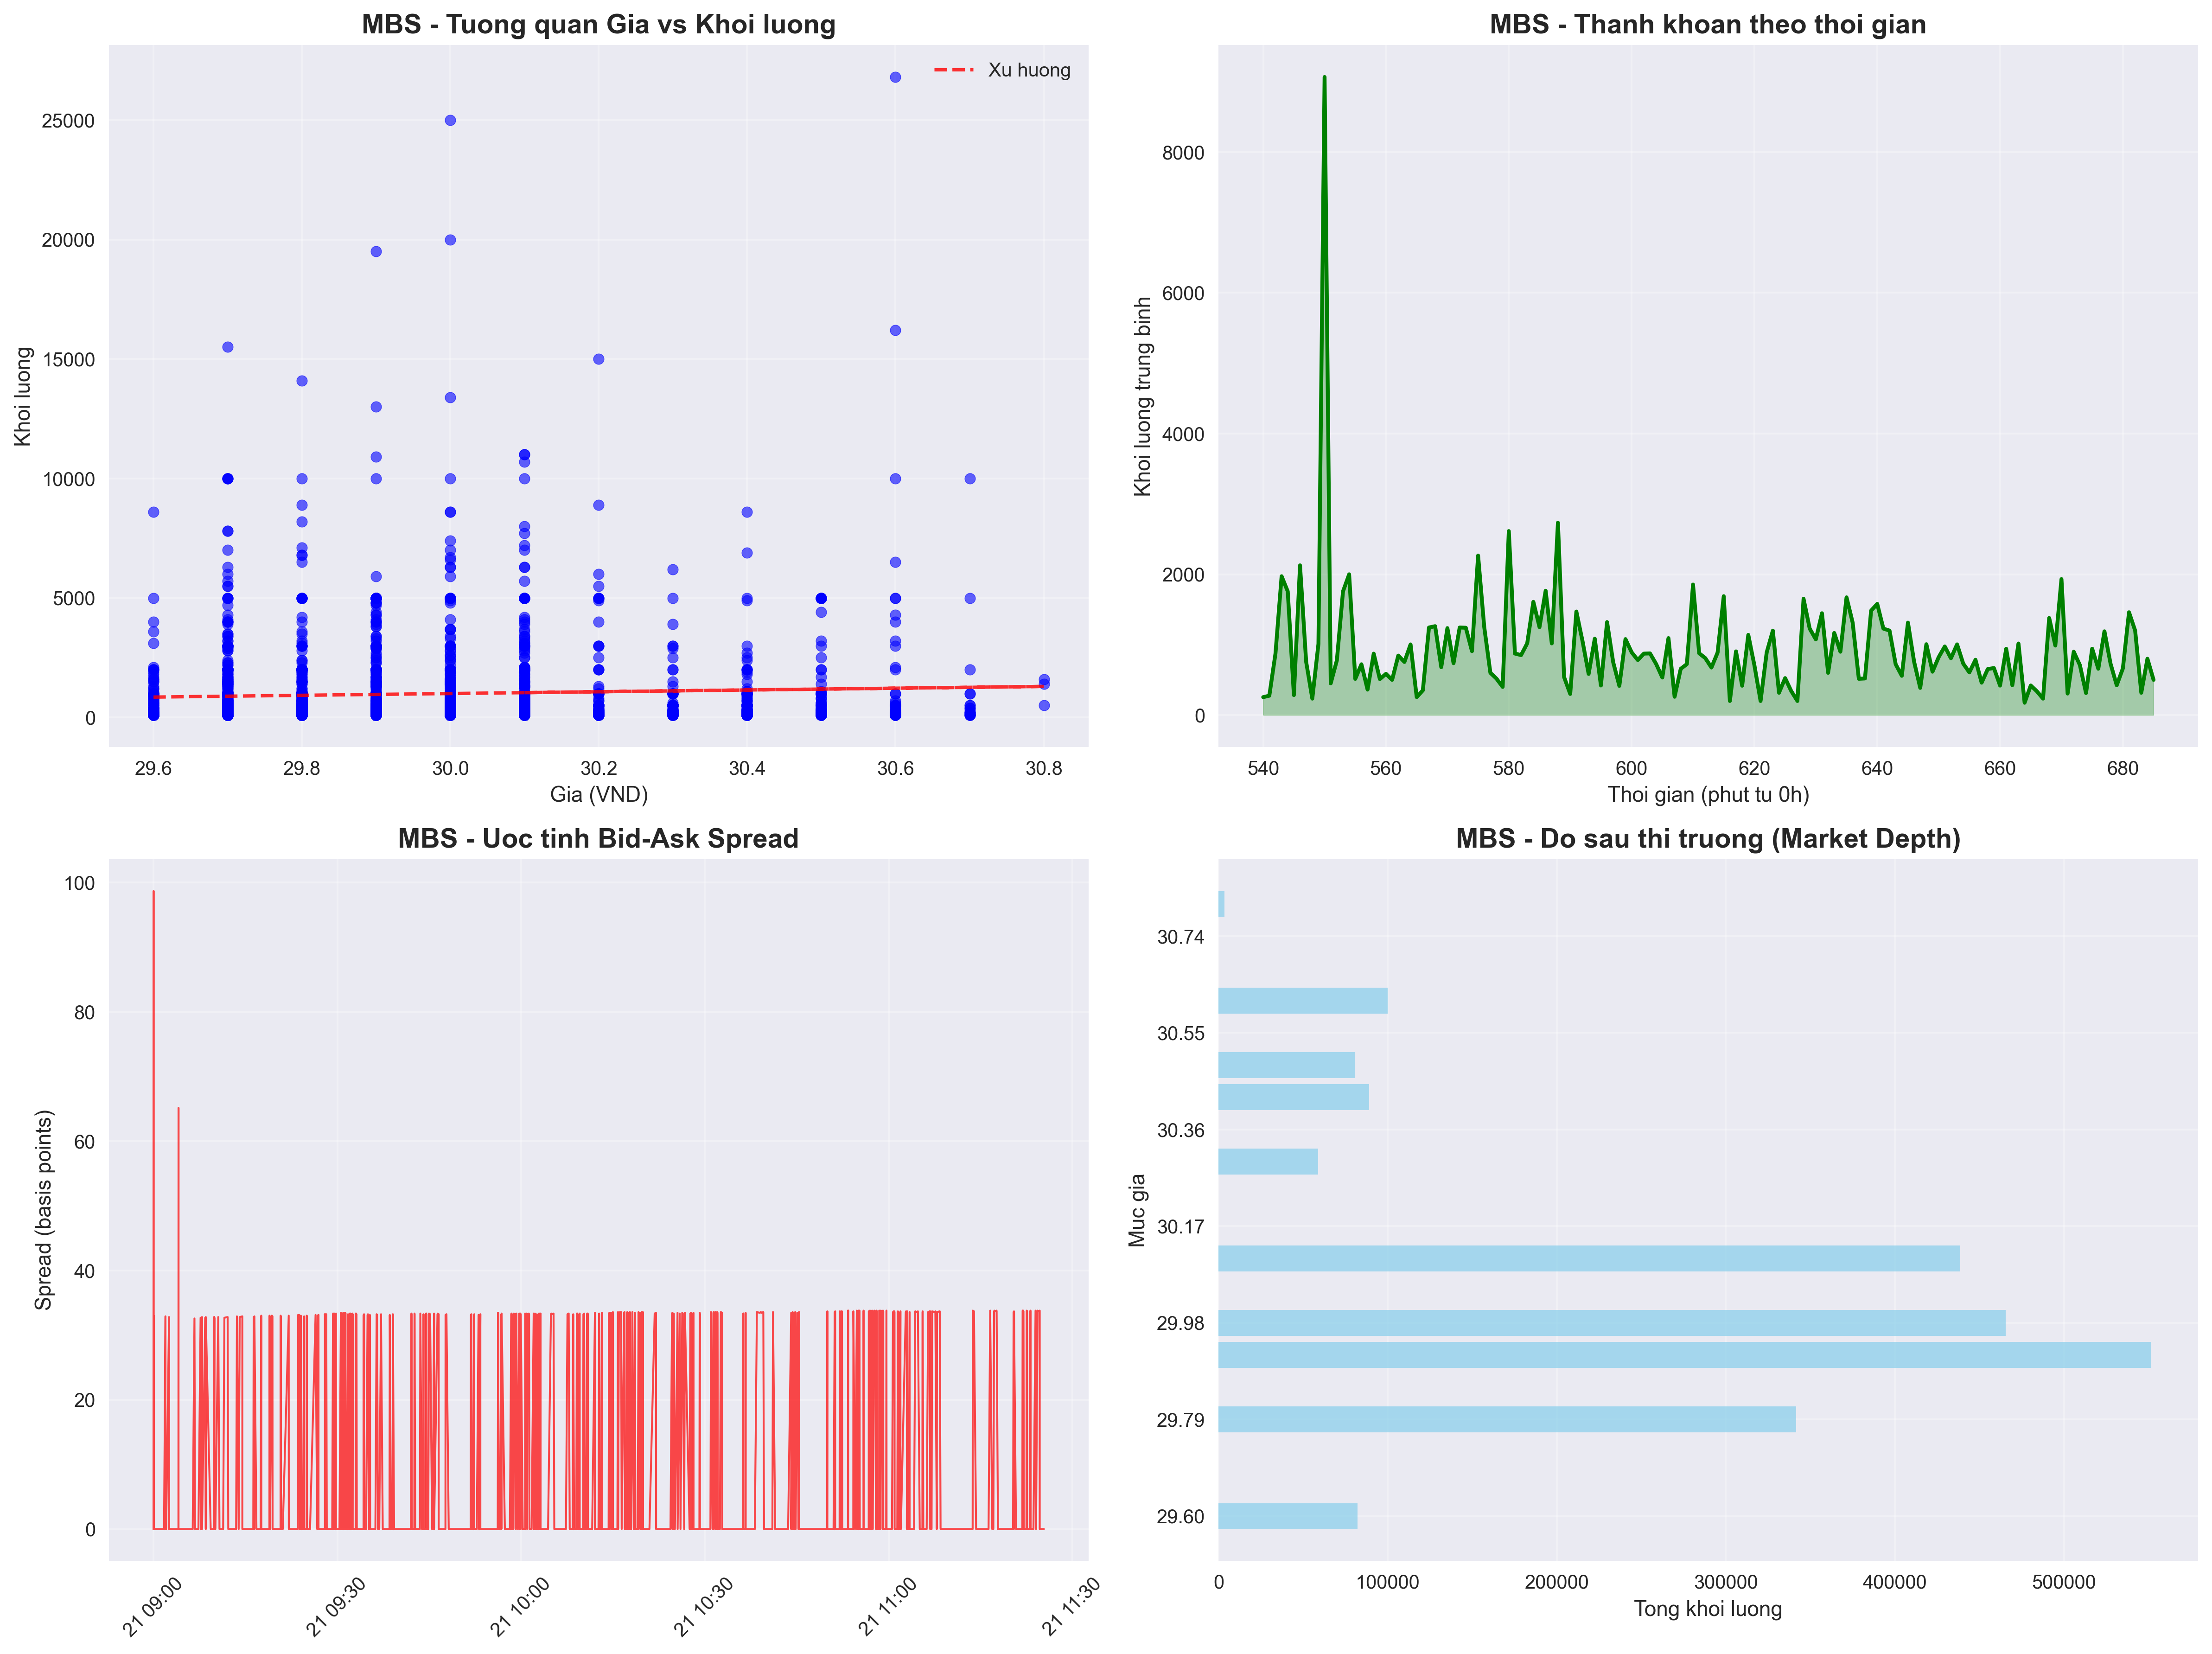 MBS - Tuong quan Gia vs Khoi luong
Xu huong
Khoi luong
25000
20000
15000
10000
5000
0
29.6 29.8 30.0 30.2 30.4 30.6 30.8
Gia (VND)
MBS - Thanh khoan theo thoi gian
Khoi luong trung binh
8000
6000
4000
2000
0
540 560 580 600 620 640 660 680
Thoi gian (phut tu 0h)
MBS - Uoc tinh Bid-Ask Spread
Spread (basis points)
100
80
60
40
20
0
21 09:00 21 09:30 21 10:00 21 10:30 21 11:00 21 11:30
MBS - Do sau thi truong (Market Depth)
Muc gia
30.74
30.55
30.36
30.17
29.98
29.79
29.60
0 100000 200000 300000 400000 500000
Tong khoi luong